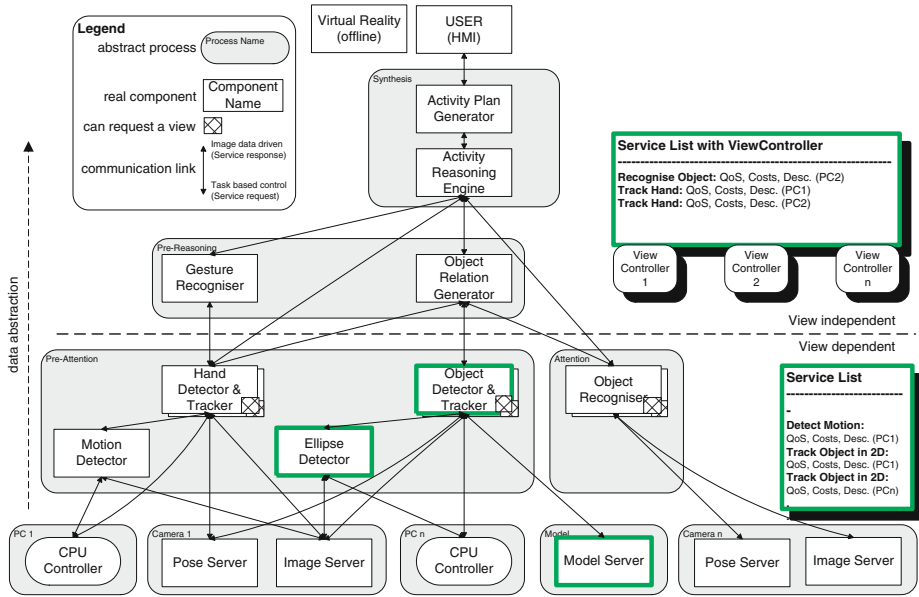 Legend
abstract process
Process Name
real component
Component
Name
can request a view
communication link
Image data driven
(Service response)
Task based control
(Service request)
Virtual Reality
(offline)
USER
(HMI)
Synthesis
Activity Plan
Generator
Activity
Reasoning
Engine
Service List with ViewController
Recognise Object: QoS, Costs, Desc. (PC2)
Track Hand: QoS, Costs, Desc. (PC1)
Track Hand: QoS, Costs, Desc. (PC2)
View
Controller
1
View
Controller
2
View
Controller
n
Pre-Reasoning
Gesture
Recogniser
Object
Relation
Generator
data abstraction
View independent
View dependent
Pre-Attention
Hand
Detector &
Tracker
Object
Detector &
Tracker
Motion
Detector
Ellipse
Detector
Attention
Object
Recogniser
Service List
-
Detect Motion:
QoS, Costs, Desc. (PC1)
Track Object in 2D:
QoS, Costs, Desc. (PC1)
Track Object in 2D:
QoS, Costs, Desc. (PCn)
.
PC 1
CPU
Controller
Camera 1
Pose Server
Image Server
PC n
CPU
Controller
Model
Model Server
Camera n
Pose Server
Image Server